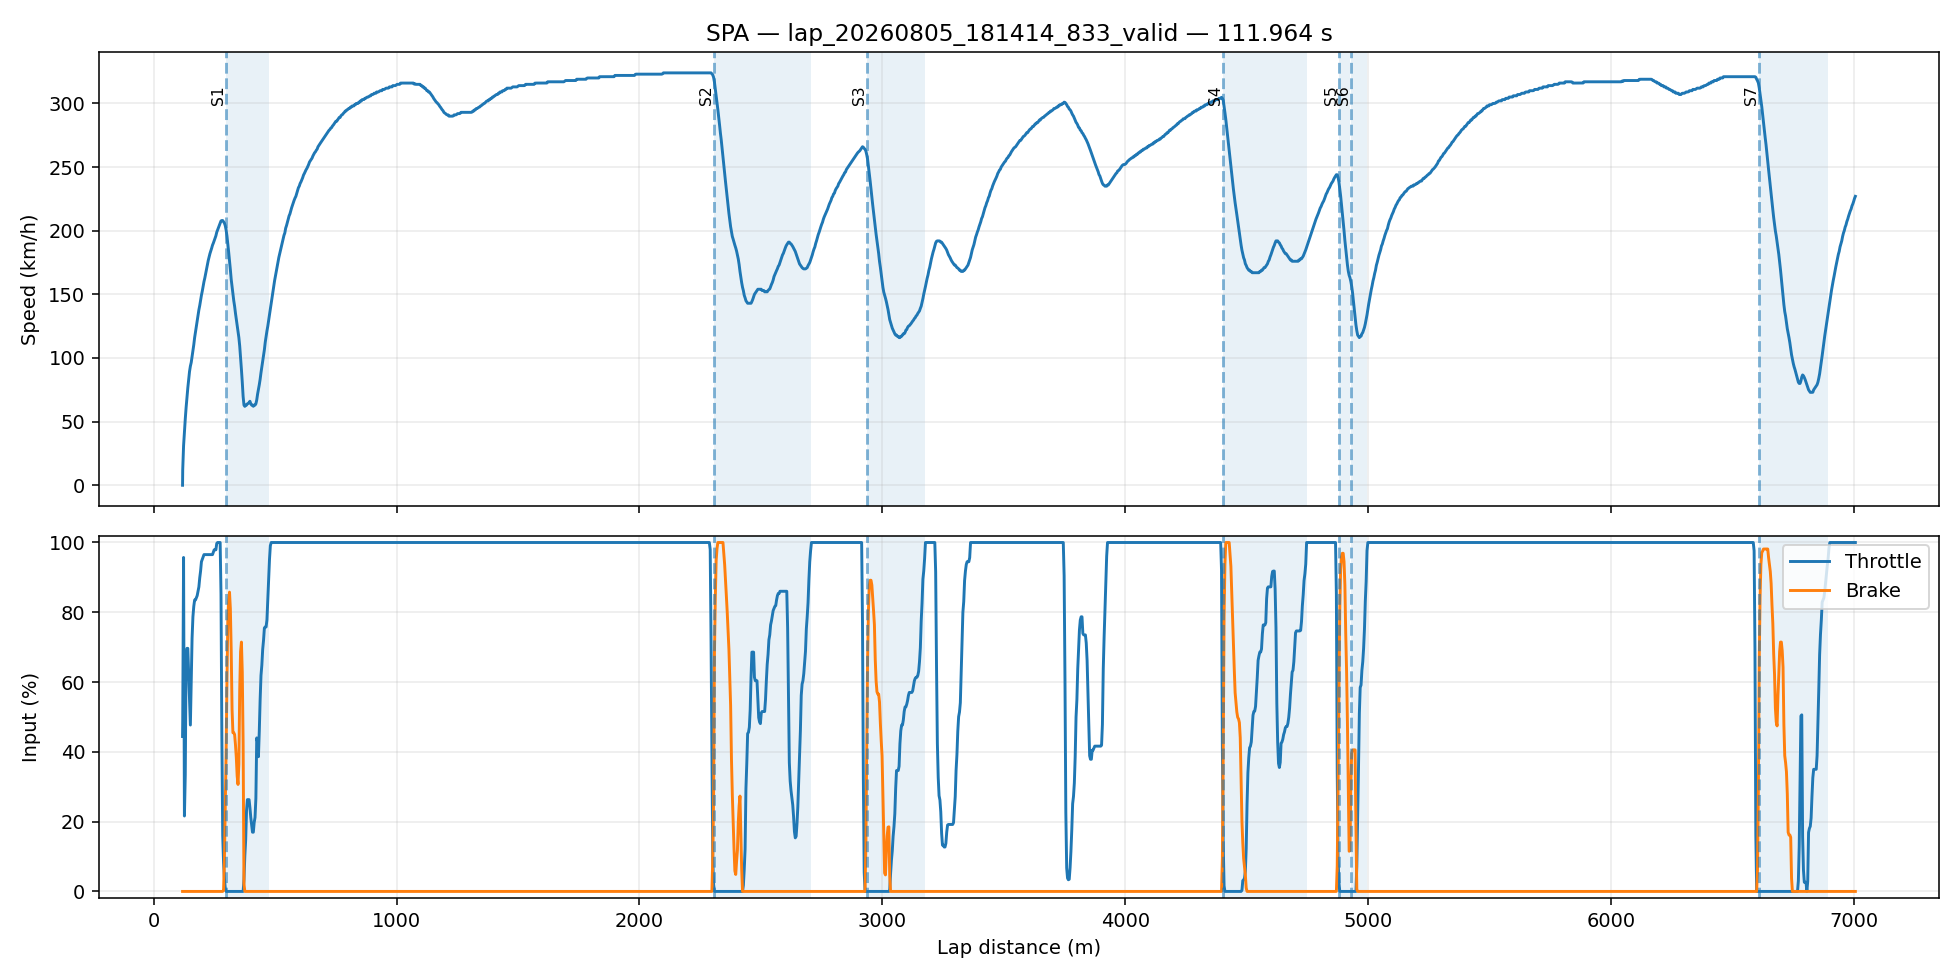 SPA — lap_20260805_181414_833_valid — 111.964 s
Speed (km/h)
300
250
200
150
100
50
0
S1
S2
S3
S4
S5
S6
S7
Input (%)
100
80
60
40
20
0
Throttle
Brake
0 1000 2000 3000 4000 5000 6000 7000
Lap distance (m)